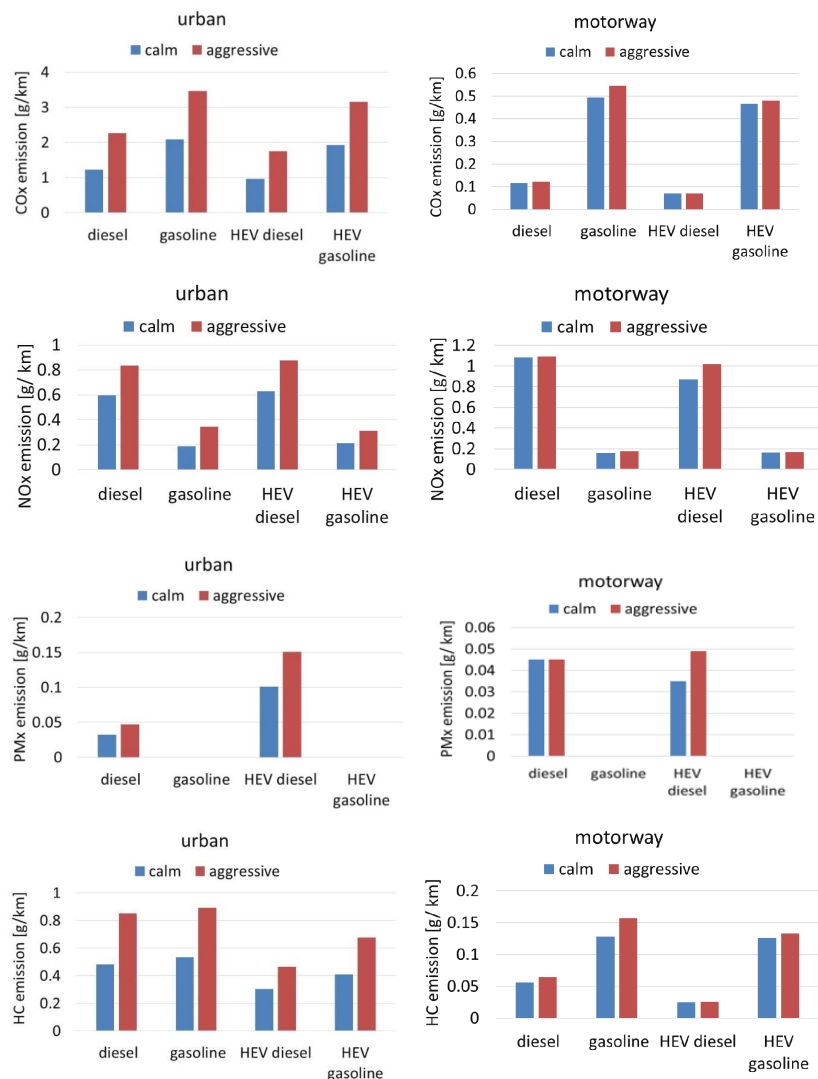 urban
calm aggressive
COx emission [g/km]
4
3
2
1
0
diesel gasoline HEV diesel HEV
gasoline
motorway
calm aggressive
COx emission [g/km]
0.6
0.5
0.4
0.3
0.2
0.1
0
diesel gasoline HEV diesel HEV
gasoline
urban
calm aggressive
NOx emission [g/ km]
1
0.8
0.6
0.4
0.2
0
diesel gasoline HEV HEV
diesel gasoline
motorway
calm aggressive
NOx emission [g/ km]
1.2
1
0.8
0.6
0.4
0.2
0
diesel gasoline HEV HEV
diesel gasoline
urban
calm aggressive
PMx emission [g/ km]
0.2
0.15
0.1
0.05
0
diesel gasoline HEV diesel HEV
gasoline
motorway
calm aggressive
PMx emission [g/ km]
0.06
0.05
0.04
0.03
0.02
0.01
0
diesel gasoline HEV HEV
diesel gasoline
urban
calm aggressive
HC emission [g/ km]
1
0.8
0.6
0.4
0.2
0
diesel gasoline HEV diesel HEV
gasoline
motorway
calm aggressive
HC emission [g/ km]
0.2
0.15
0.1
0.05
0
diesel gasoline HEV diesel HEV
gasoline